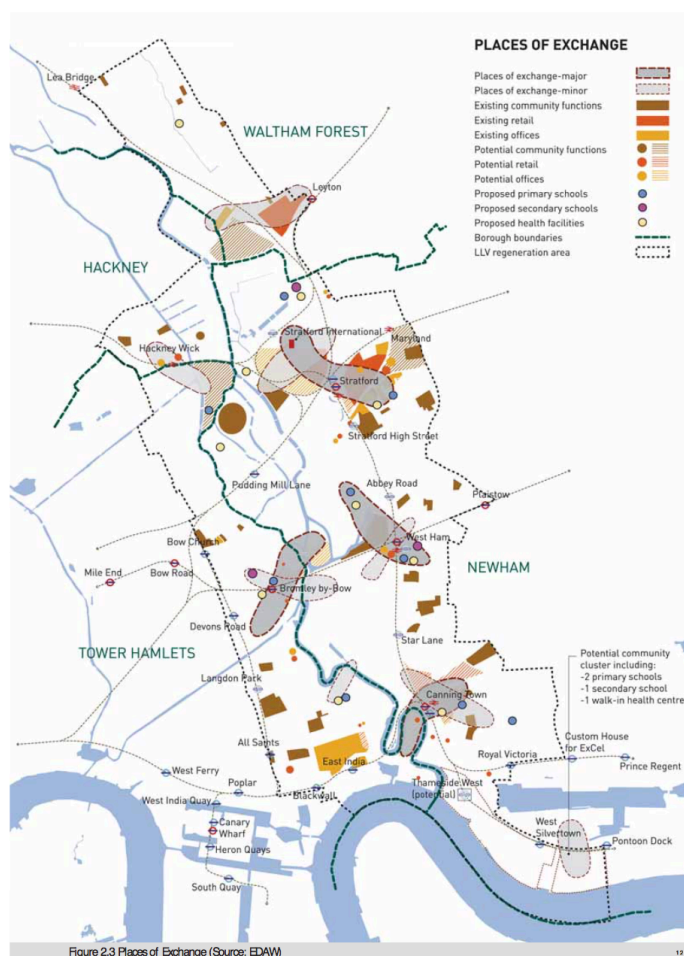 PLACES OF EXCHANGE
Places of exchange-major
Places of exchange-minor
Existing community functions
Existing retail
Existing offices
Potential community functions
Potential retail
Potential offices
Proposed primary schools
Proposed secondary schools
Proposed health facilities
Borough boundaries
LLV regeneration area
Lea Bridge
WALTHAM FOREST
Leyton
HACKNEY
Stratford International
Maryland
Hackney Wick
Stratford
Stratford High Street
Pudding Mill Lane
Abbey Road
Plaistow
West Ham
Bow Church
Bow Road
Mile End
NEWHAM
Bromley by-Bow
Devons Road
Star Lane
TOWER HAMLETS
Langdon Park
Potential community
cluster including:
-2 primary schools
-1 secondary school
-1 walk-in health centre
Canning Town
All Saints
Custom House
for ExCel
Royal Victoria
Prince Regent
East India
West Ferry
Poplar
Blackwall
Thameside West
(potential)
West India Quay
Canary
Wharf
Heron Quays
West
Silvertown
Pontoon Dock
South Quay
Figure 2.3 Places of Exchange (Source: EDAW)